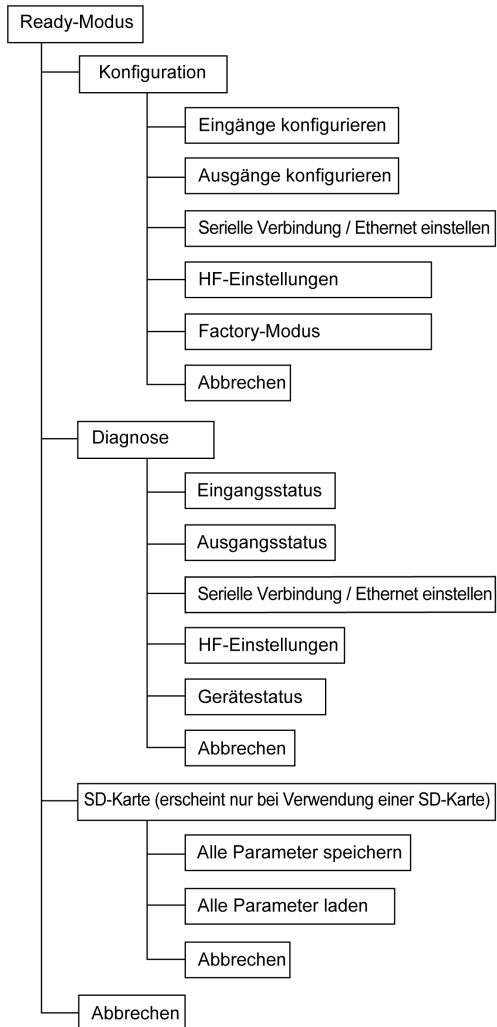 Ready-Modus
Konfiguration
Eingänge konfigurieren
Ausgänge konfigurieren
Serielle Verbindung / Ethernet einstellen
HF-Einstellungen
Factory-Modus
Abbrechen
Diagnose
Eingangsstatus
Ausgangsstatus
Serielle Verbindung / Ethernet einstellen
HF-Einstellungen
Gerätestatus
Abbrechen
SD-Karte (erscheint nur bei Verwendung einer SD-Karte)
Alle Parameter speichern
Alle Parameter laden
Abbrechen
Abbrechen